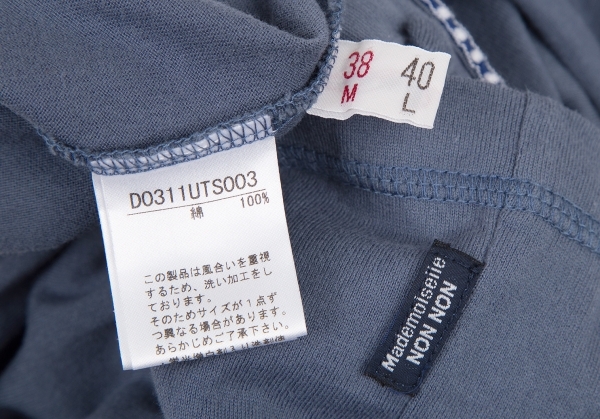 38 40
M L
D0311UTS003
綿 100%
この製品は風合いを重視
するため、洗い加工をし
ております。
そのためサイズが1点ず
つ異なる場合があります。
あらかじめご了承下さい。
Mademoiselle
NON NON